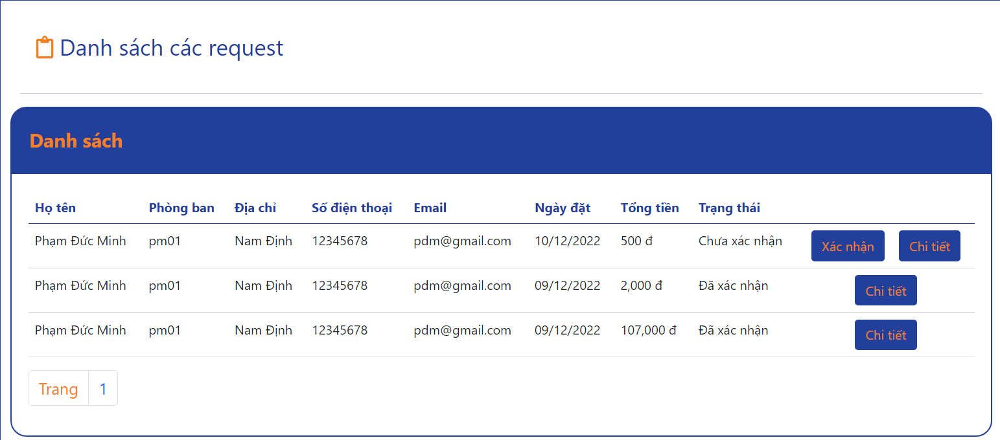 Danh sách các request
Danh sách
Họ tên Phòng ban Địa chỉ Số điện thoại Email Ngày đặt Tổng tiền Trạng thái
Phạm Đức Minh pm01 Nam Định 12345678 pdm@gmail.com 10/12/2022 500 đ Chưa xác nhận Xác nhận Chi tiết
Phạm Đức Minh pm01 Nam Định 12345678 pdm@gmail.com 09/12/2022 2,000 đ Đã xác nhận Chi tiết
Phạm Đức Minh pm01 Nam Định 12345678 pdm@gmail.com 09/12/2022 107,000 đ Đã xác nhận Chi tiết
Trang 1